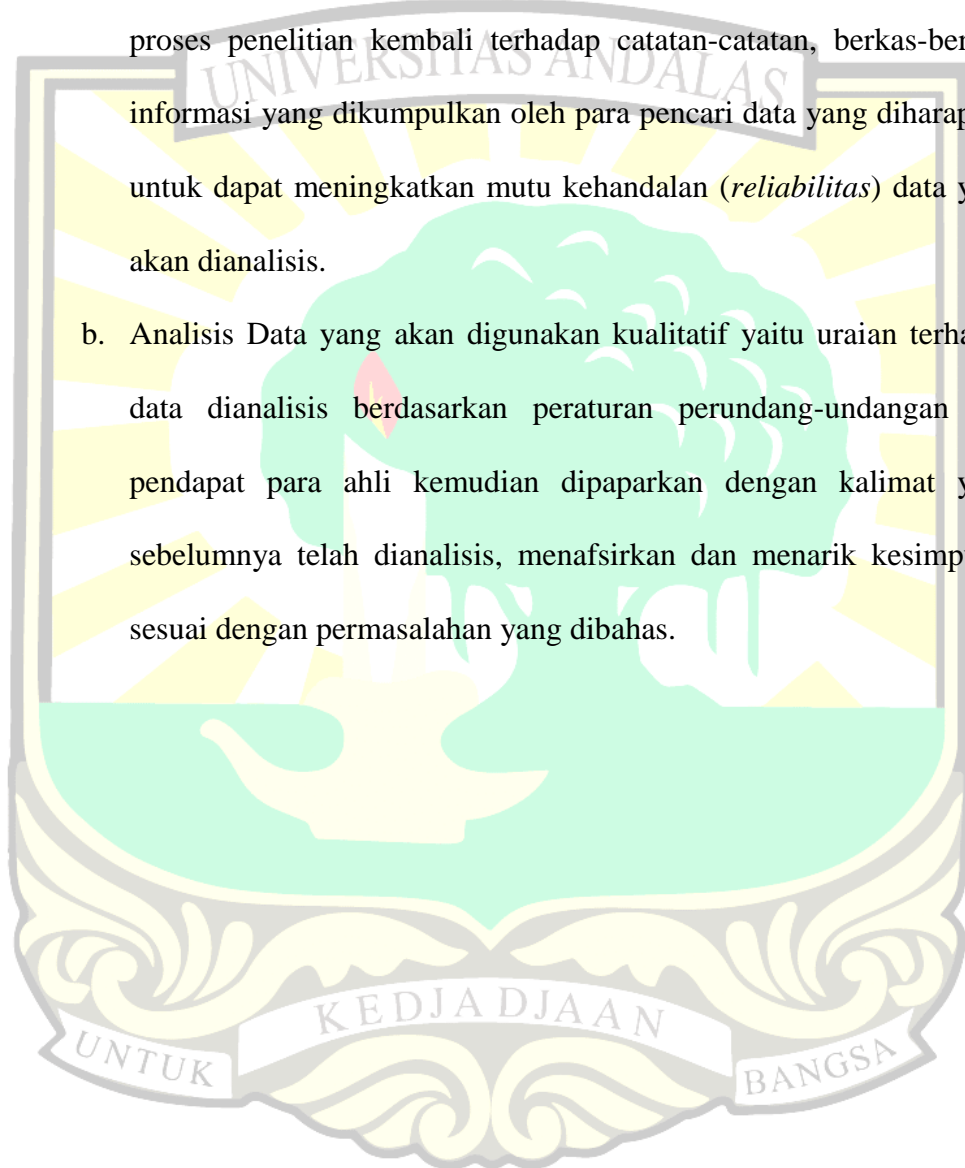 proses penelitian kembali terhadap catatan-catatan, berkas-ber
UNIVERSITAS ANDALAS
informasi yang dikumpulkan oleh para pencari data yang diharap
untuk dapat meningkatkan mutu kehandalan (reliabilitas) data y
akan dianalisis.
b. Analisis Data yang akan digunakan kualitatif yaitu uraian terha
data dianalisis berdasarkan peraturan perundang-undangan
pendapat para ahli kemudian dipaparkan dengan kalimat y
sebelumnya telah dianalisis, menafsirkan dan menarik kesimp
sesuai dengan permasalahan yang dibahas.
UNTUK KEDJADJAAN BANGSA